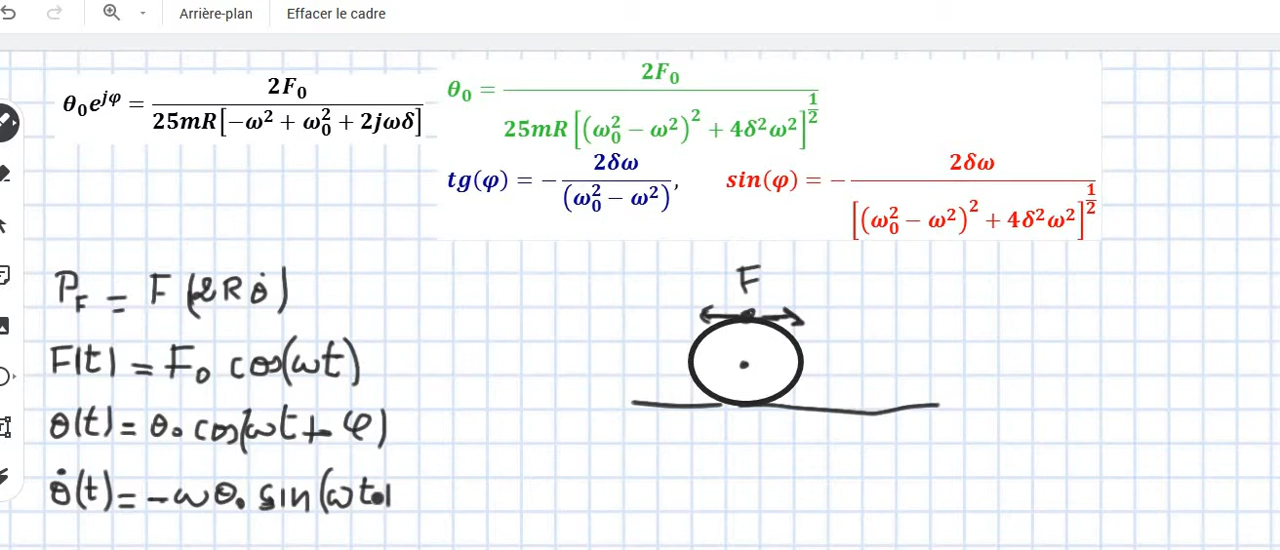 Arrière-plan Effacer le cadre
θ₀e^{jφ} = 2F₀ / 25mR[−ω² + ω₀² + 2jωδ]
θ₀ = 2F₀ / 25mR[(ω₀² − ω²)² + 4δ²ω²]^{1/2}
tg(φ) = − 2δω / (ω₀² − ω²), sin(φ) = − 2δω / [(ω₀² − ω²)² + 4δ²ω²]^{1/2}
F
P_F = F (2Rθ̇)
F(t) = F₀ cos(ωt)
θ(t) = θ₀ cos(ωt + φ)
θ̇(t) = −ωθ₀ sin(ωt